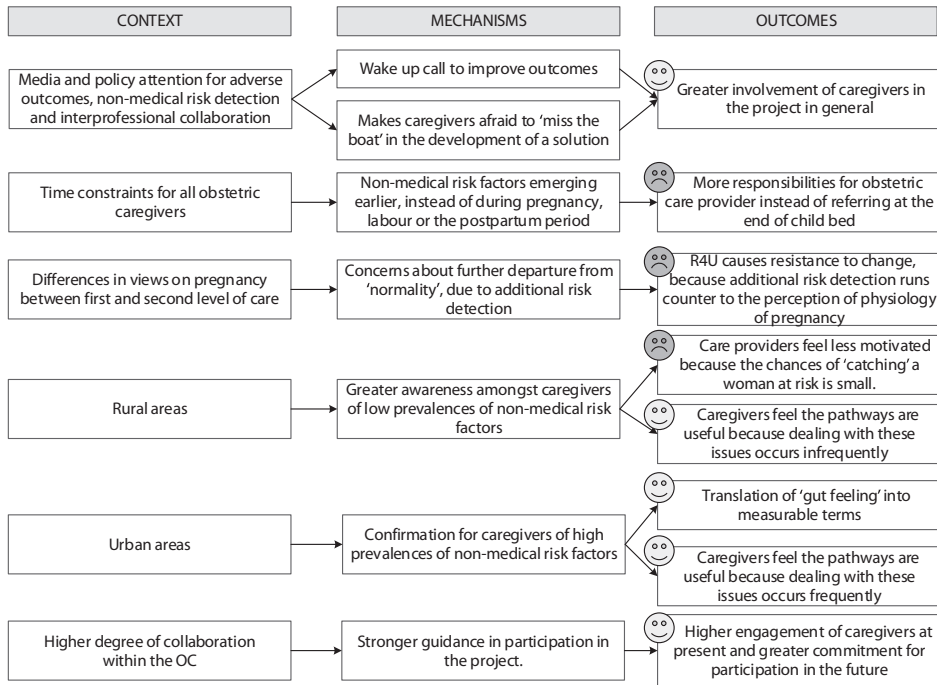 CONTEXT
MECHANISMS
OUTCOMES
Media and policy attention for adverse
outcomes, non-medical risk detection
and interprofessional collaboration
Wake up call to improve outcomes
Makes caregivers afraid to ‘miss the
boat’ in the development of a solution
Greater involvement of caregivers in
the project in general
Time constraints for all obstetric
caregivers
Non-medical risk factors emerging
earlier, instead of during pregnancy,
labour or the postpartum period
More responsibilities for obstetric
care provider instead of referring at the
end of child bed
Differences in views on pregnancy
between first and second level of care
Concerns about further departure from
‘normality’, due to additional risk
detection
R4U causes resistance to change,
because additional risk detection runs
counter to the perception of physiology
of pregnancy
Rural areas
Greater awareness amongst caregivers
of low prevalences of non-medical risk
factors
Care providers feel less motivated
because the chances of ‘catching’ a
woman at risk is small.
Caregivers feel the pathways are
useful because dealing with these
issues occurs infrequently
Urban areas
Confirmation for caregivers of high
prevalences of non-medical risk factors
Translation of ‘gut feeling’ into
measurable terms
Caregivers feel the pathways are
useful because dealing with these
issues occurs frequently
Higher degree of collaboration
within the OC
Stronger guidance in participation in
the project.
Higher engagement of caregivers at
present and greater commitment for
participation in the future